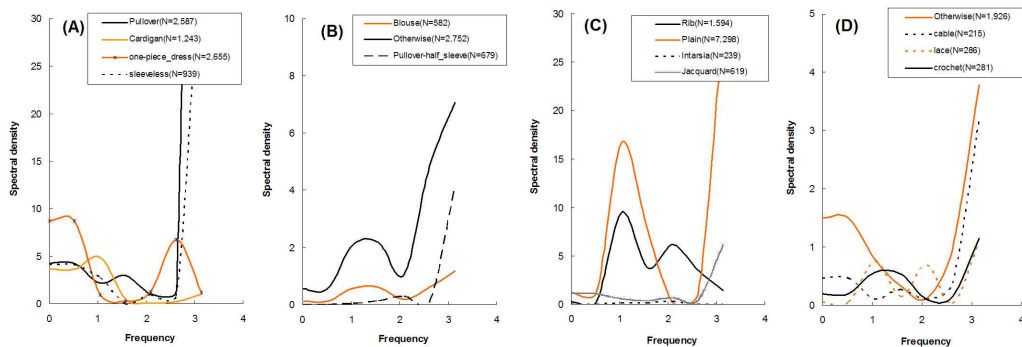 (A)
Pullover(N=2,587)
Cardigan(N=1,243)
one-piece_dress(N=2,655)
sleeveless(N=939)
Spectral density
30
25
20
15
10
5
0
0 1 2 3 4
Frequency
(B)
Blouse(N=582)
Otherwise(N=2,752)
Pullover-half_sleeve(N=679)
Spectral density
10
8
6
4
2
0
0 1 2 3 4
Frequency
(C)
Rib(N=1,594)
Plain(N=7,298)
Intarsia(N=239)
Jacquard(N=619)
Spectral density
30
25
20
15
10
5
0
0 1 2 3 4
Frequency
(D)
Otherwise(N=1,926)
cable(N=215)
lace(N=286)
crochet(N=281)
Spectral density
5
4
3
2
1
0
0 1 2 3 4
Frequency